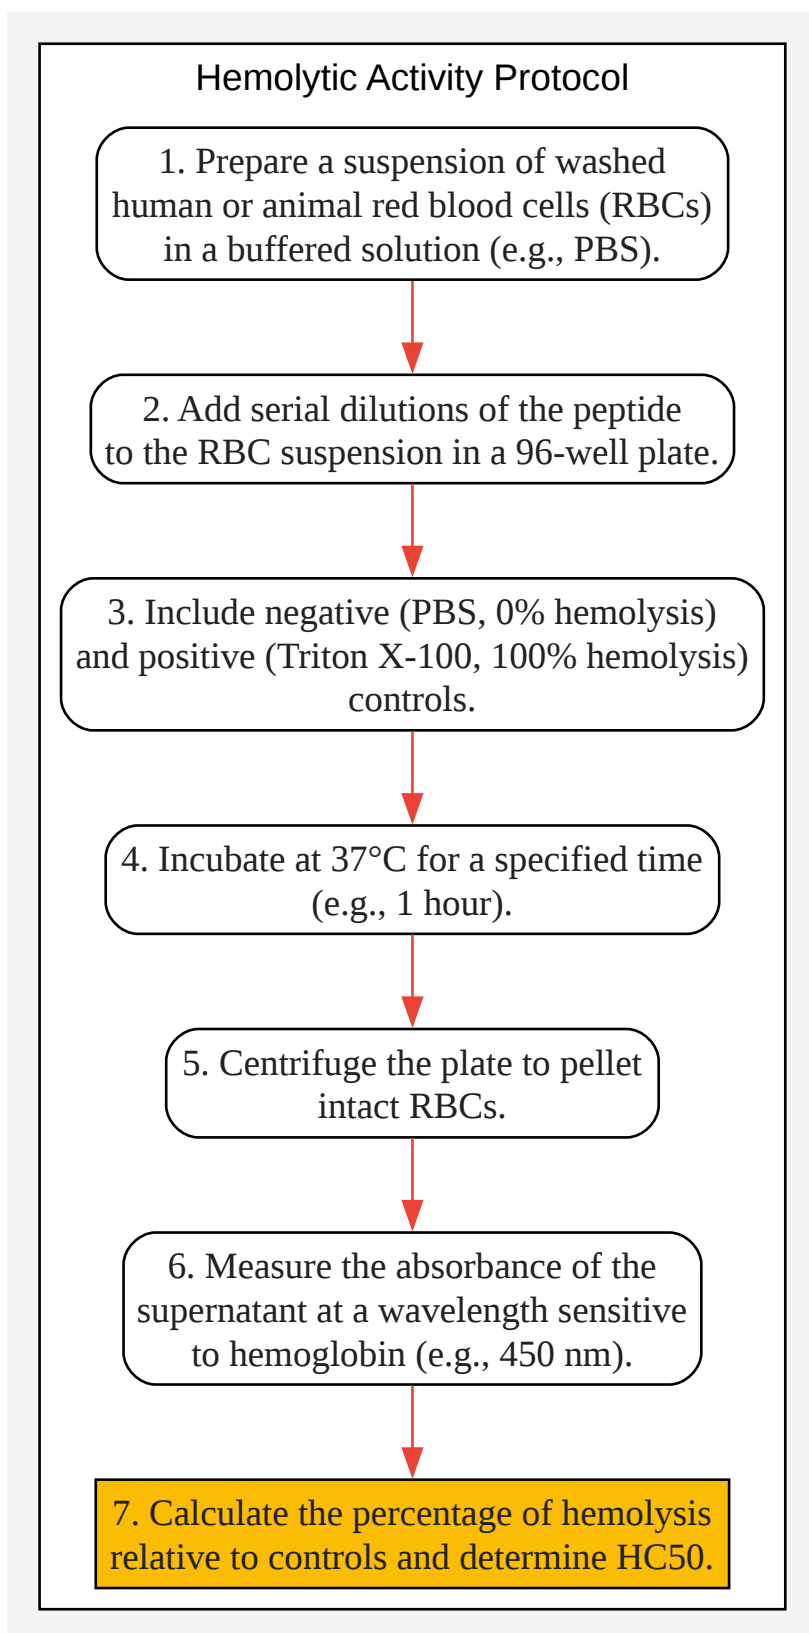 Hemolytic Activity Protocol
1. Prepare a suspension of washed
human or animal red blood cells (RBCs)
in a buffered solution (e.g., PBS).
2. Add serial dilutions of the peptide
to the RBC suspension in a 96-well plate.
3. Include negative (PBS, 0% hemolysis)
and positive (Triton X-100, 100% hemolysis)
controls.
4. Incubate at 37°C for a specified time
(e.g., 1 hour).
5. Centrifuge the plate to pellet
intact RBCs.
6. Measure the absorbance of the
supernatant at a wavelength sensitive
to hemoglobin (e.g., 450 nm).
7. Calculate the percentage of hemolysis
relative to controls and determine HC50.